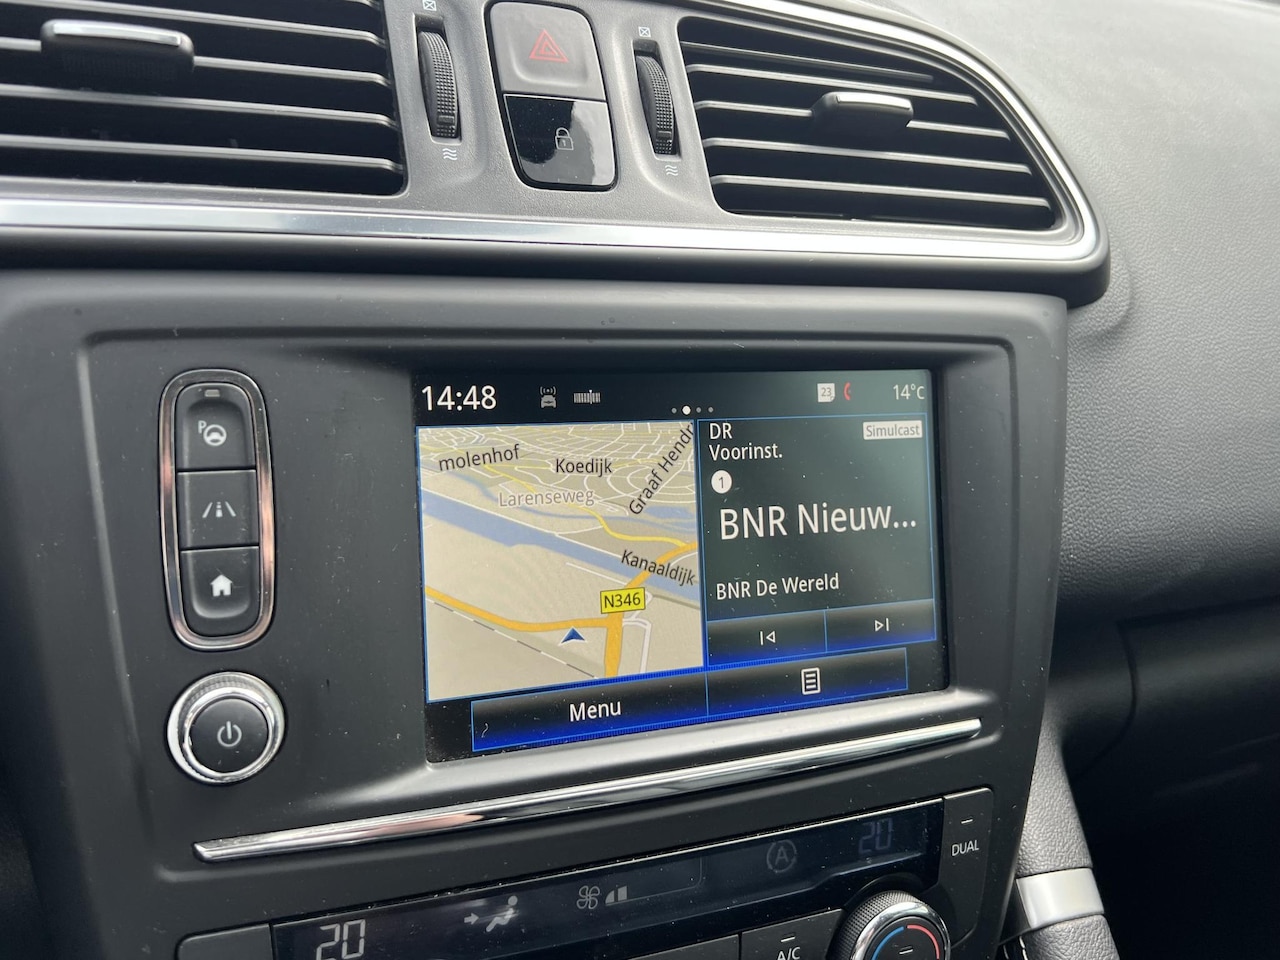 14:48
23
14°C
molenhof
Koedijk
Larenseweg
Graaf Hendr
Kanaaldijk
N346
DR
Simulcast
Voorinst.
1
BNR Nieuw...
BNR De Wereld
Menu
P
A
20
DUAL
20
A/C